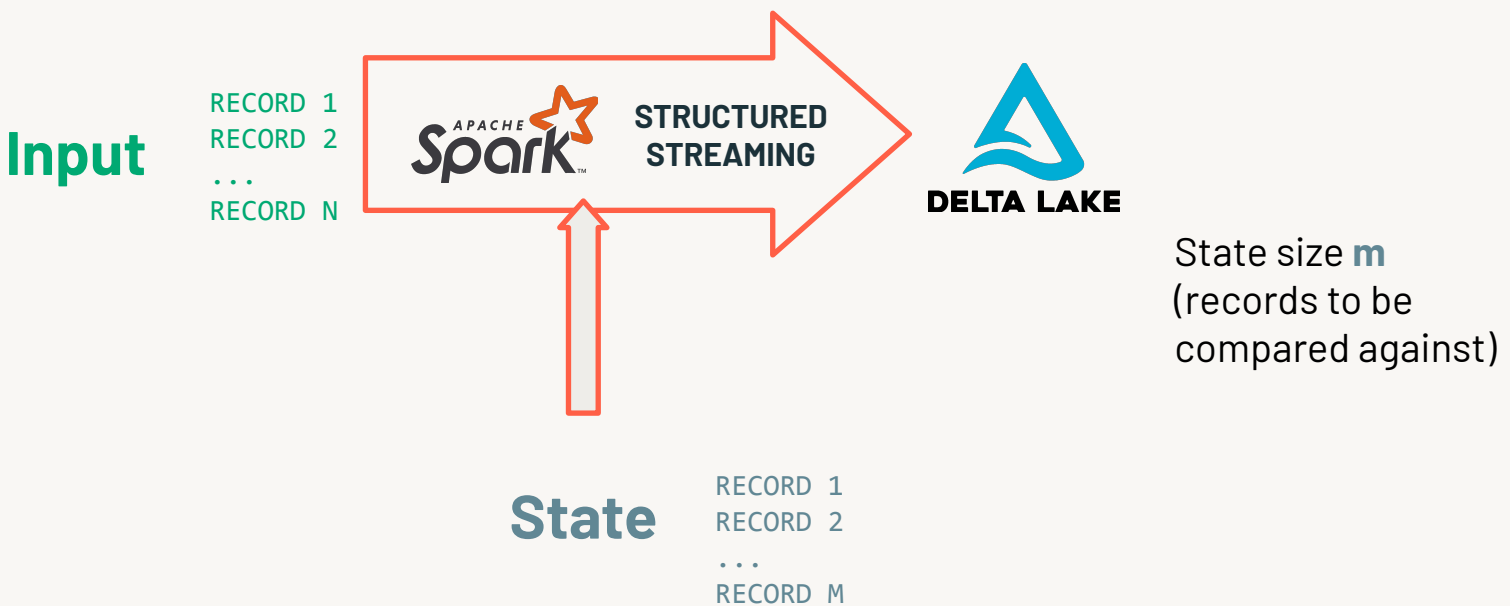 Input
RECORD 1
RECORD 2
...
RECORD N
APACHE
Spark™
STRUCTURED
STREAMING
DELTA LAKE
State size m
(records to be
compared against)
State
RECORD 1
RECORD 2
...
RECORD M